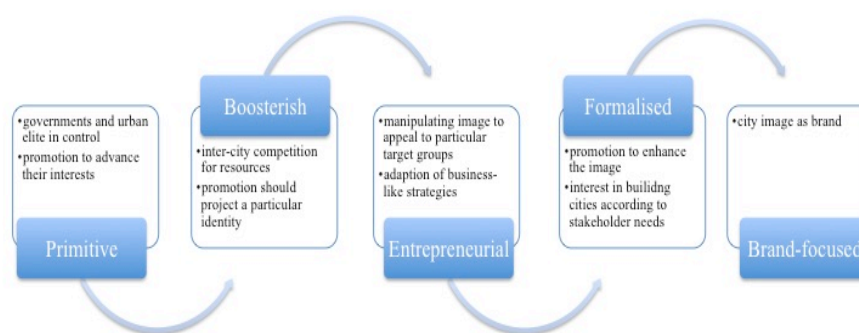 •governments and urban
elite in control
•promotion to advance
their interests
Primitive
Boosterish
•inter-city competition
for resources
•promotion should
project a particular
identity
•manipulating image to
appeal to particular
target groups
•adaption of business-
like strategies
Entrepreneurial
Formalised
•promotion to enhance
the image
•interest in builidng
cities according to
stakeholder needs
•city image as brand
Brand-focused